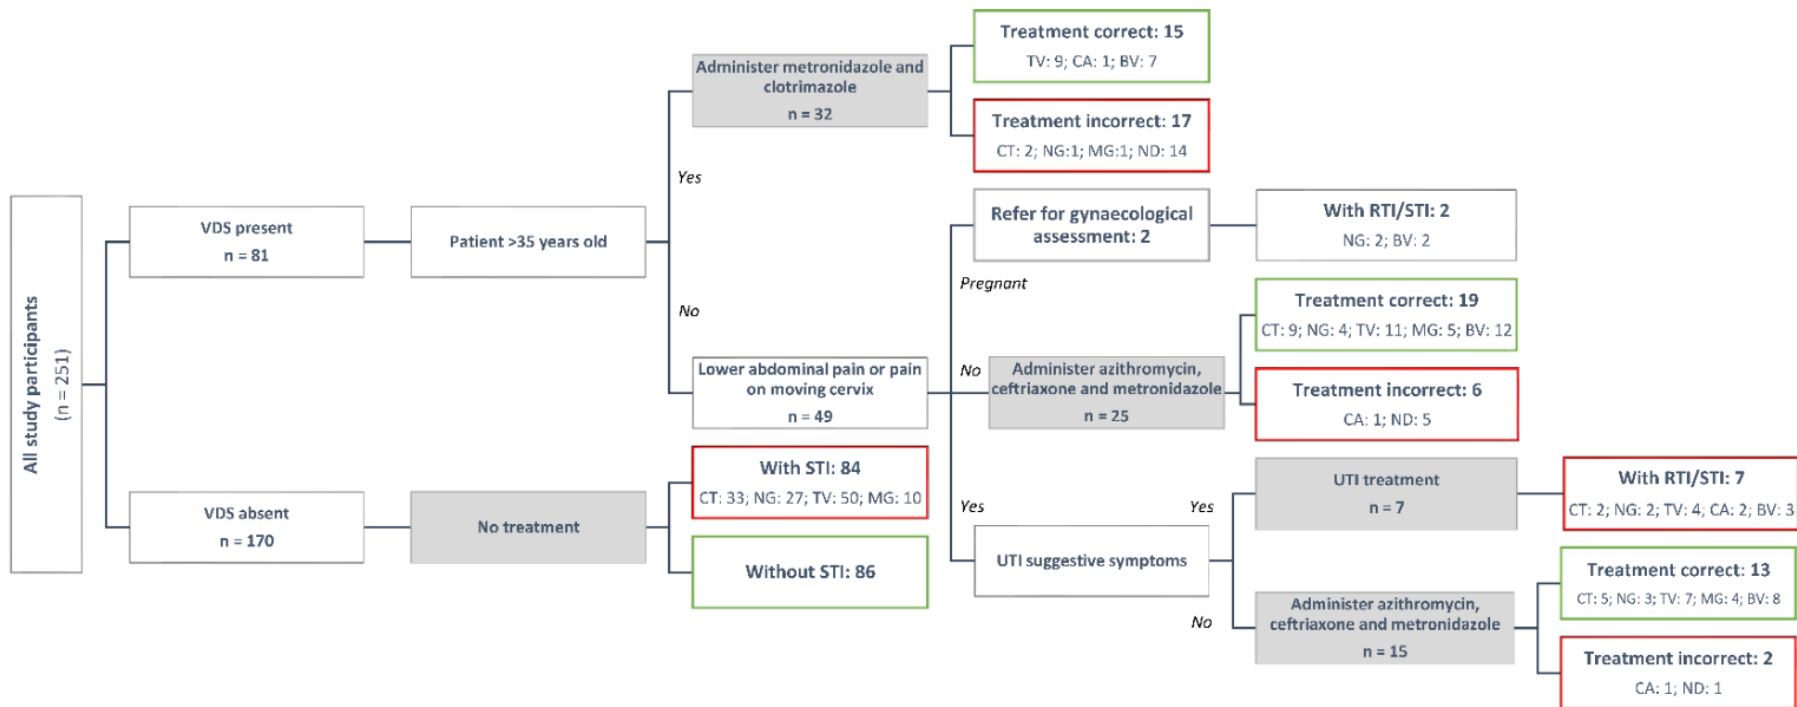 All study participants
(n = 251)
VDS present
n = 81
VDS absent
n = 170
Patient >35 years old
No treatment
Yes
No
Administer metronidazole and
clotrimazole
n = 32
Lower abdominal pain or pain
on moving cervix
n = 49
With STI: 84
CT: 33; NG: 27; TV: 50; MG: 10
Without STI: 86
Treatment correct: 15
TV: 9; CA: 1; BV: 7
Treatment incorrect: 17
CT: 2; NG:1; MG:1; ND: 14
Refer for gynaecological
assessment: 2
Pregnant
With RTI/STI: 2
NG: 2; BV: 2
No
Administer azithromycin,
ceftriaxone and metronidazole
n = 25
Treatment correct: 19
CT: 9; NG: 4; TV: 11; MG: 5; BV: 12
Treatment incorrect: 6
CA: 1; ND: 5
Yes
UTI suggestive symptoms
Yes
UTI treatment
n = 7
With RTI/STI: 7
CT: 2; NG: 2; TV: 4; CA: 2; BV: 3
No
Administer azithromycin,
ceftriaxone and metronidazole
n = 15
Treatment correct: 13
CT: 5; NG: 3; TV: 7; MG: 4; BV: 8
Treatment incorrect: 2
CA: 1; ND: 1